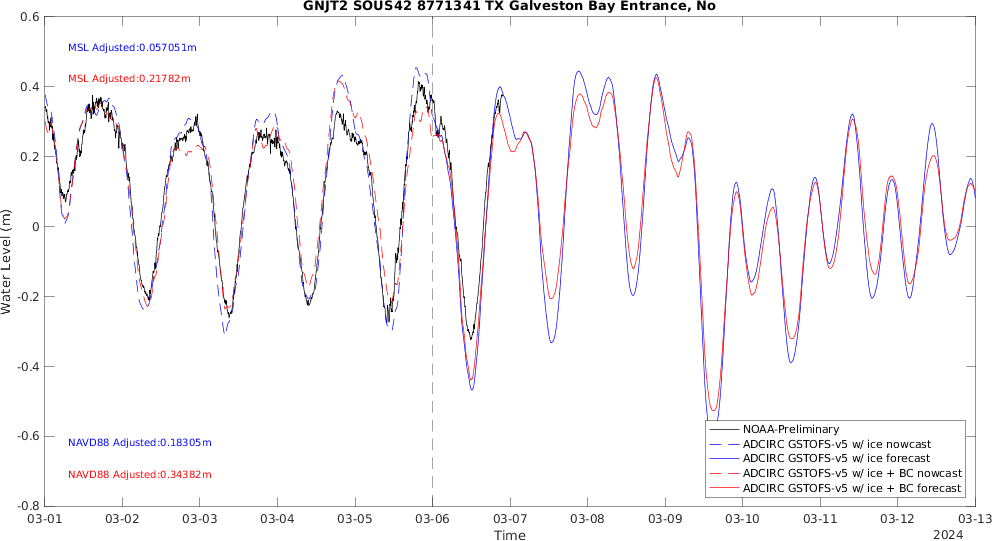 GNJT2 SOUS42 8771341 TX Galveston Bay Entrance, No
0.6
0.4
0.2
0
-0.2
-0.4
-0.6
-0.8
Water Level (m)
MSL Adjusted:0.057051m
MSL Adjusted:0.21782m
NAVD88 Adjusted:0.18305m
NAVD88 Adjusted:0.34382m
NOAA-Preliminary
ADCIRC GSTOFS-v5 w/ ice nowcast
ADCIRC GSTOFS-v5 w/ ice forecast
ADCIRC GSTOFS-v5 w/ ice + BC nowcast
ADCIRC GSTOFS-v5 w/ ice + BC forecast
03-01 03-02 03-03 03-04 03-05 03-06 03-07 03-08 03-09 03-10 03-11 03-12 03-13
Time
2024